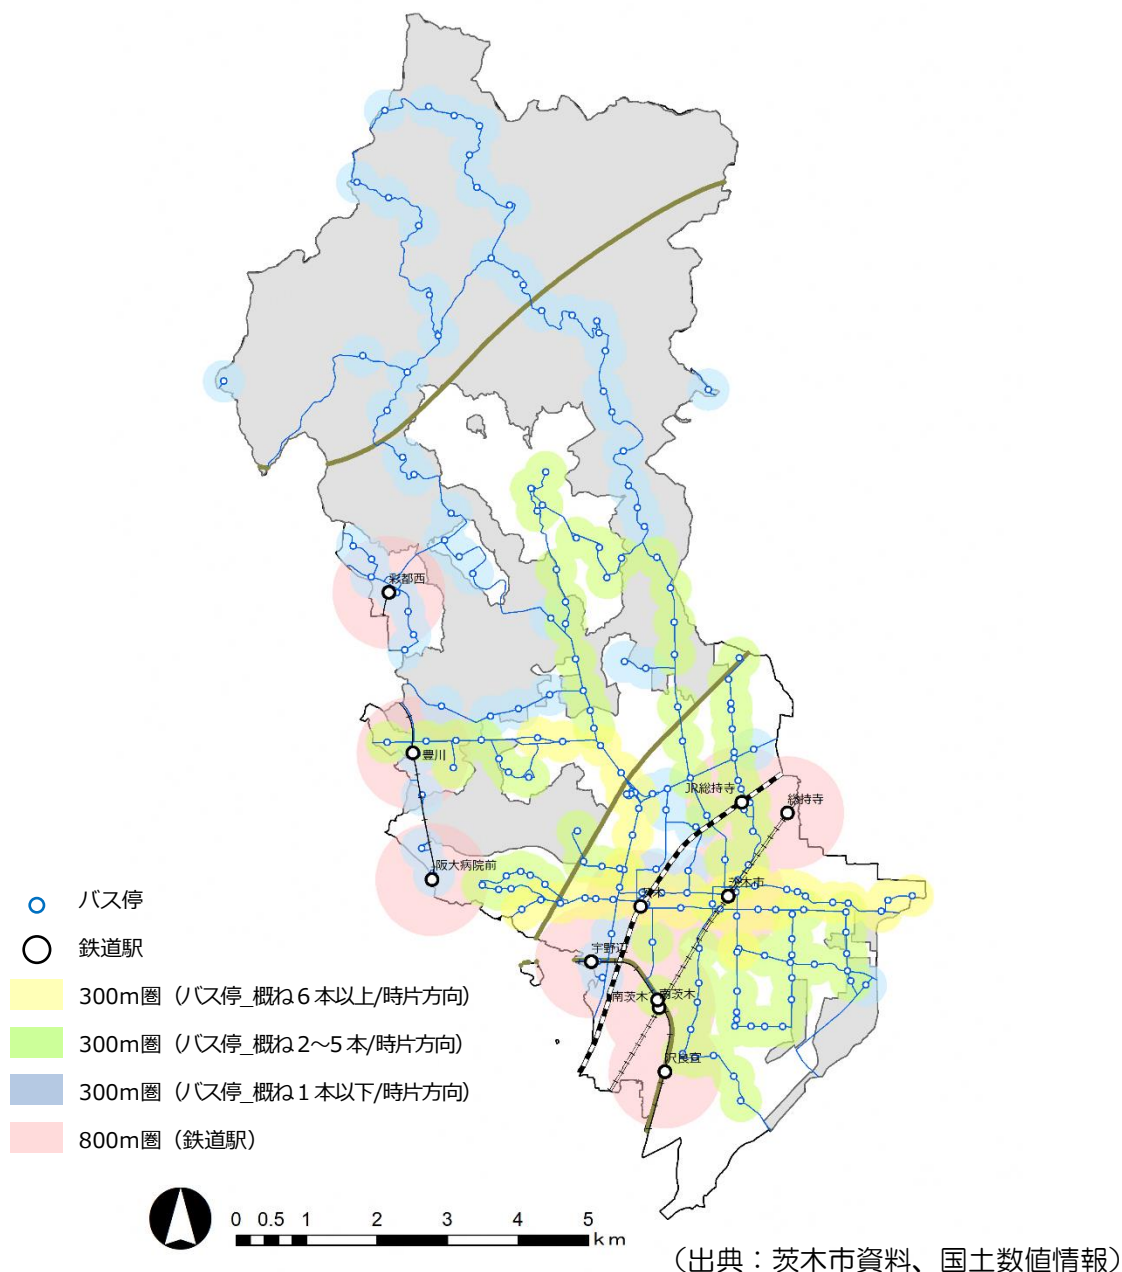 彩都西
豊川
JR総持寺
総持寺
阪大病院前
茨木市
宇野辺
南茨木
南茨木
沢良宜
バス停
鉄道駅
300m圏（バス停_概ね６本以上/時片方向）
300m圏（バス停_概ね２～５本/時片方向）
300m圏（バス停_概ね１本以下/時片方向）
800m圏（鉄道駅）
0 0.5 1 2 3 4 5
km
（出典：茨木市資料、国土数値情報）